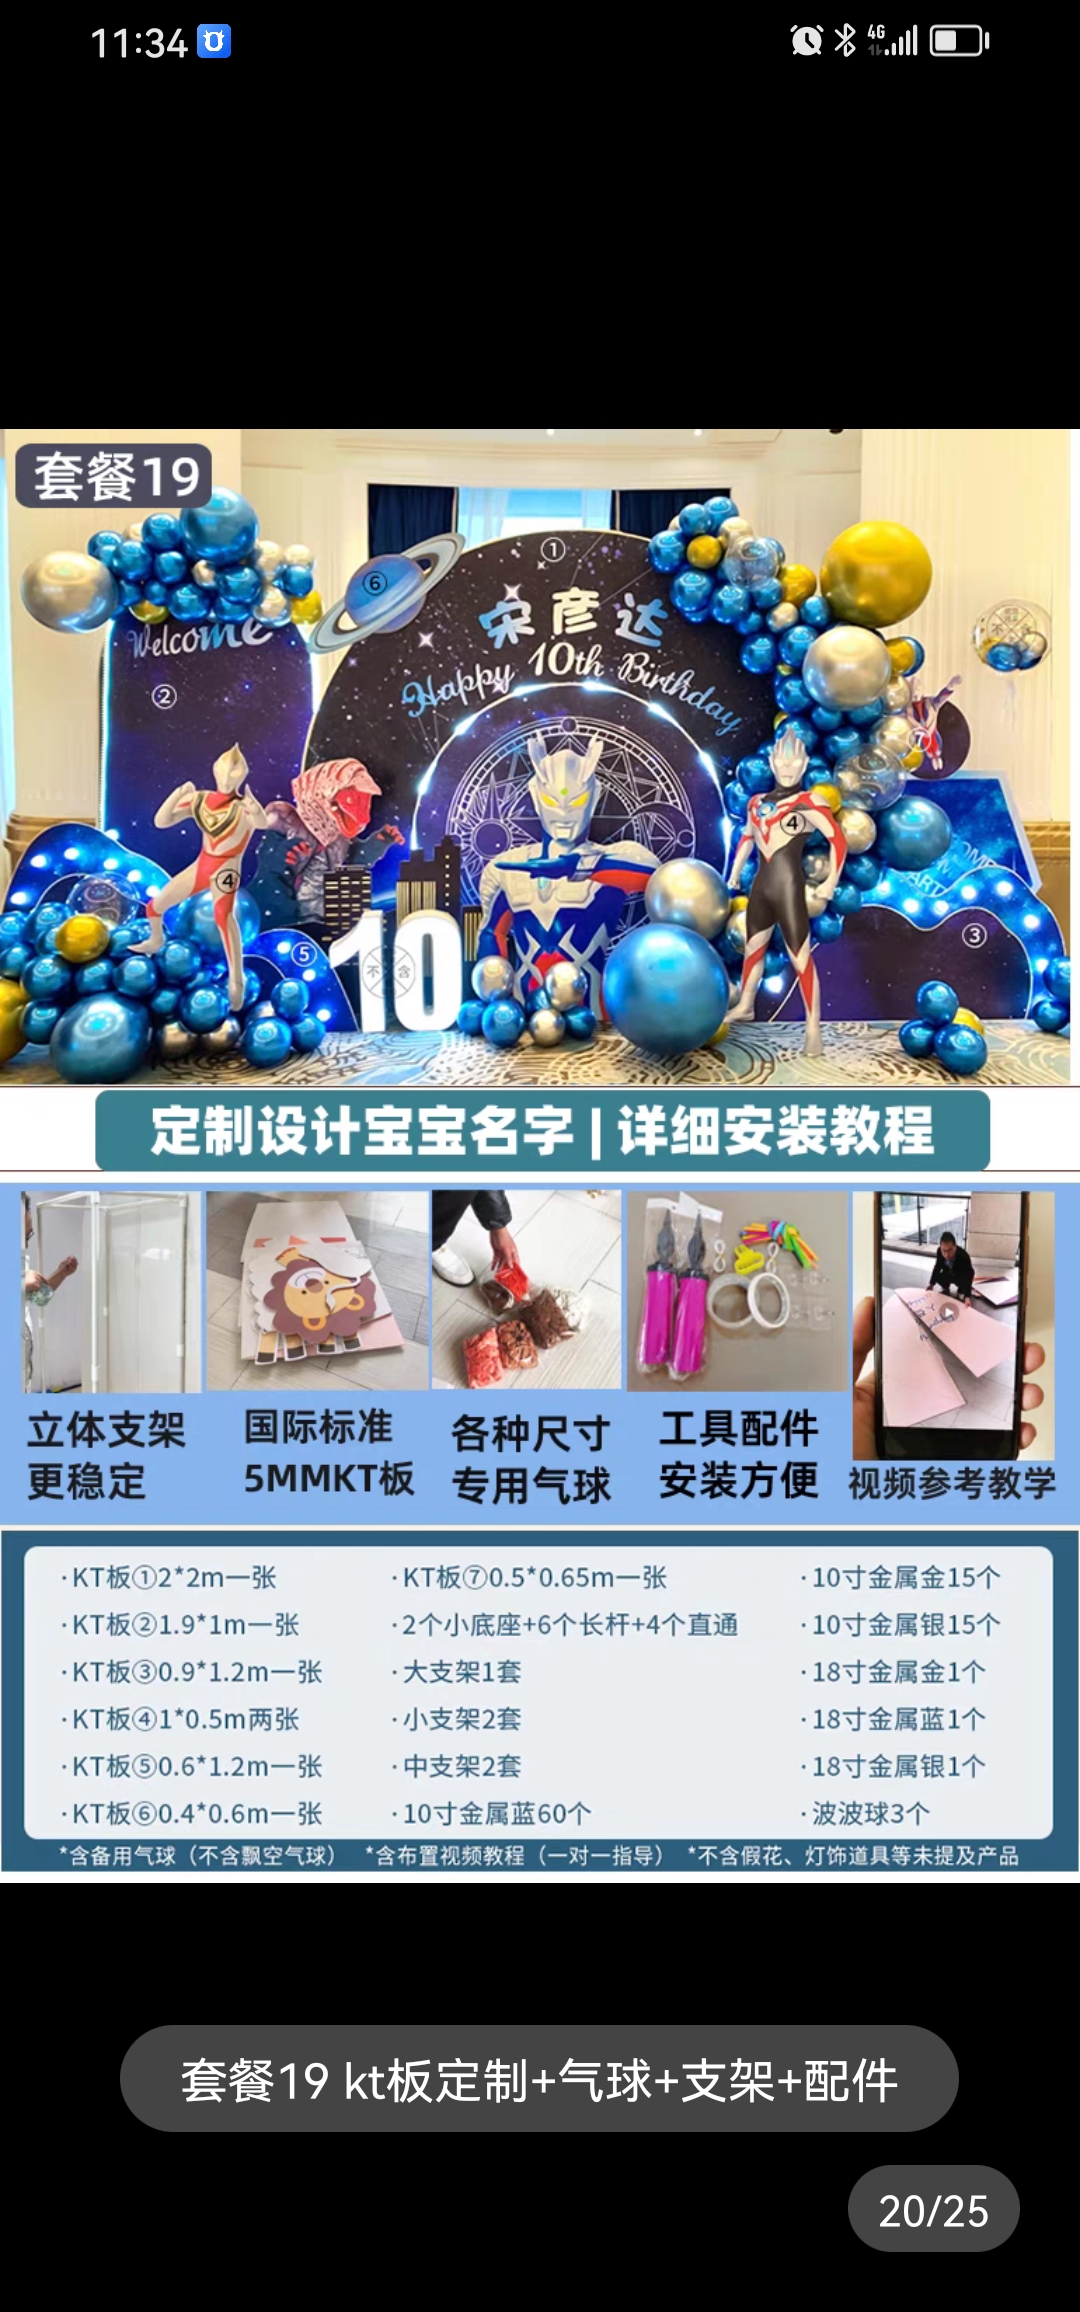 11:34
4G
套餐19
①
⑥
宋彦达
Happy 10th Birthday
Welcome
②
④
④
⑤
10
不含
③
定制设计宝宝名字 | 详细安装教程
立体支架
更稳定
国际标准
5MMKT板
各种尺寸
专用气球
工具配件
安装方便
视频参考教学
·KT板①2*2m一张
·KT板②1.9*1m一张
·KT板③0.9*1.2m一张
·KT板④1*0.5m两张
·KT板⑤0.6*1.2m一张
·KT板⑥0.4*0.6m一张
·KT板⑦0.5*0.65m一张
·2个小底座+6个长杆+4个直通
·大支架1套
·小支架2套
·中支架2套
·10寸金属蓝60个
·10寸金属金15个
·10寸金属银15个
·18寸金属金1个
·18寸金属蓝1个
·18寸金属银1个
·波波球3个
*含备用气球（不含飘空气球） *含布置视频教程（一对一指导） *不含假花、灯饰道具等未提及产品
套餐19 kt板定制+气球+支架+配件
20/25